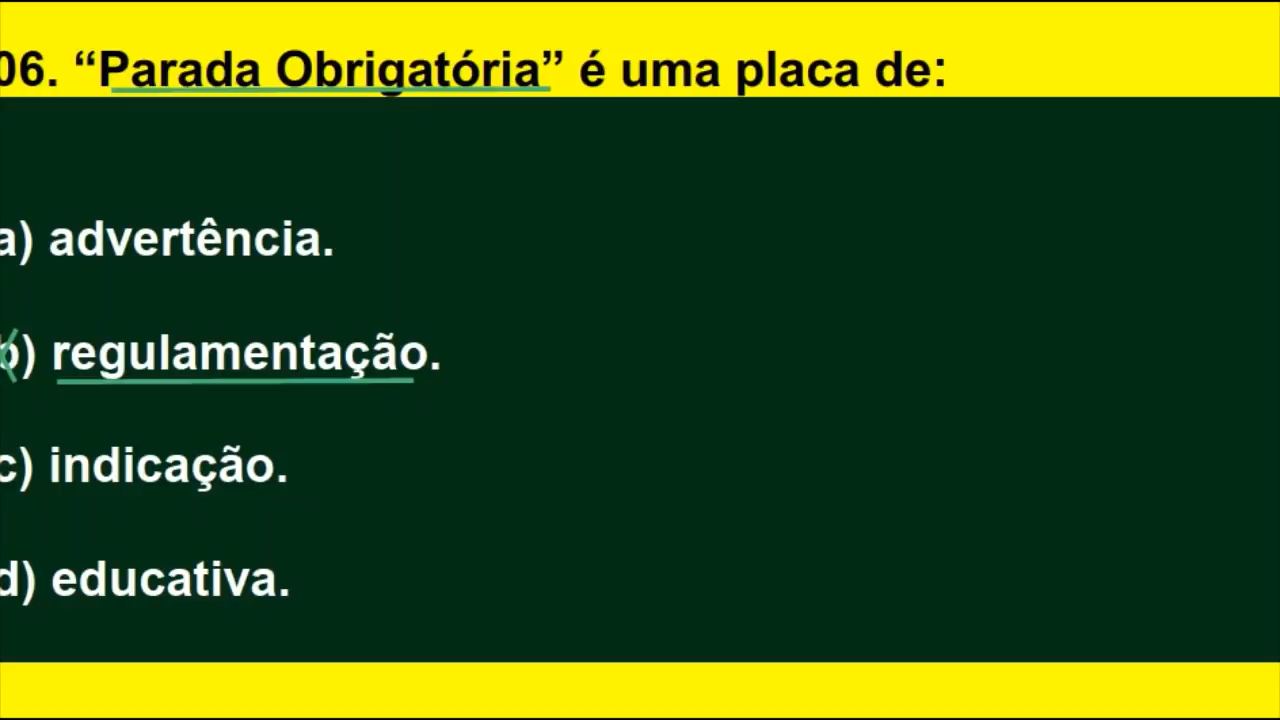 06. “Parada Obrigatória” é uma placa de:
a) advertência.
b) regulamentação.
c) indicação.
d) educativa.